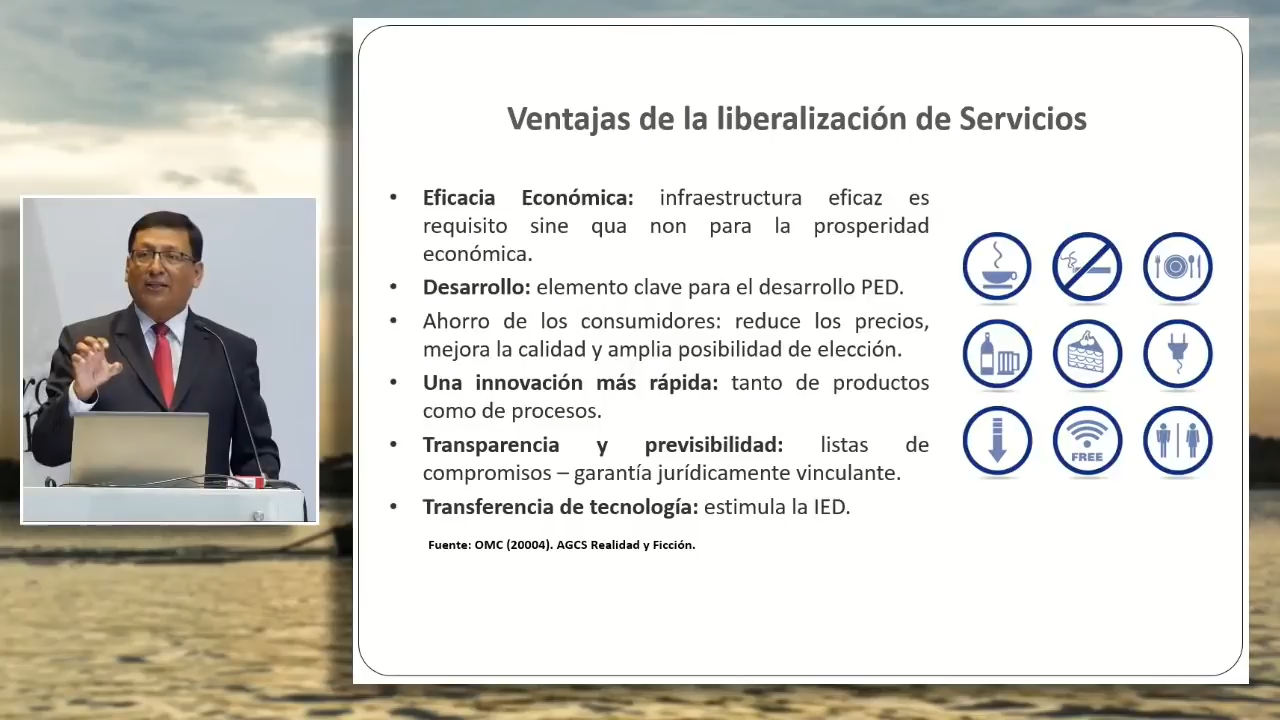 Ventajas de la liberalización de Servicios
• Eficacia Económica: infraestructura eficaz es
requisito sine qua non para la prosperidad
económica.
• Desarrollo: elemento clave para el desarrollo PED.
• Ahorro de los consumidores: reduce los precios,
mejora la calidad y amplia posibilidad de elección.
• Una innovación más rápida: tanto de productos
como de procesos.
• Transparencia y previsibilidad: listas de
compromisos – garantía jurídicamente vinculante.
• Transferencia de tecnología: estimula la IED.
Fuente: OMC (20004). AGCS Realidad y Ficción.
FREE